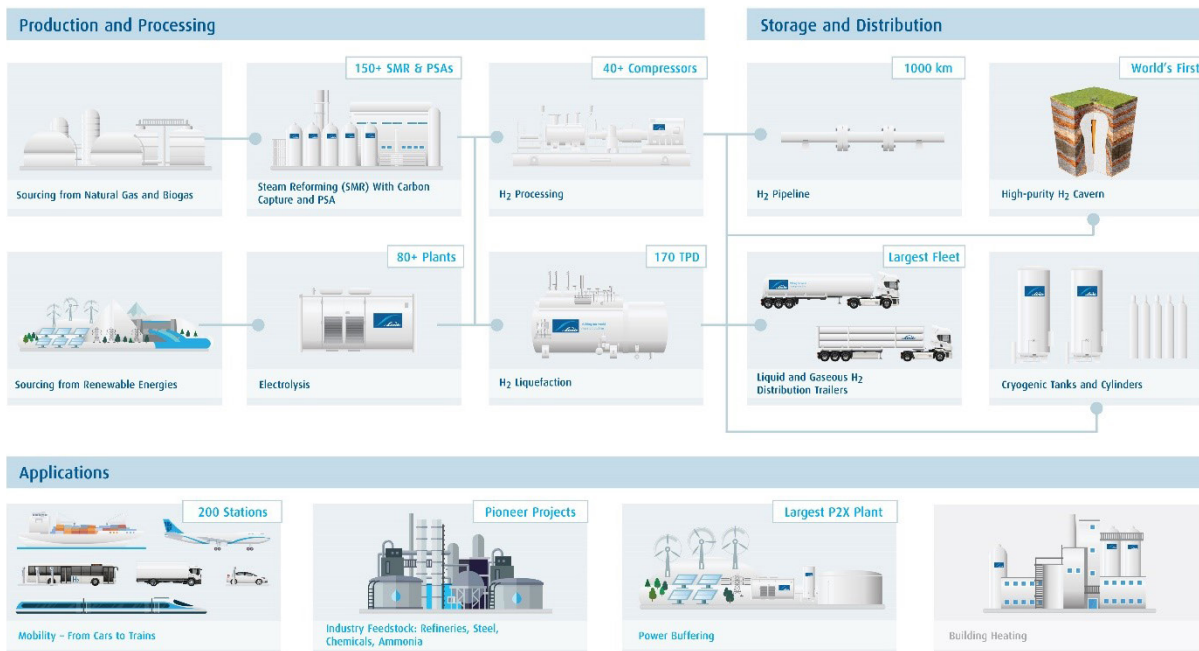 Production and Processing
Storage and Distribution
150+ SMR & PSAs
40+ Compressors
1000 km
World's First
Sourcing from Natural Gas and Biogas
Steam Reforming (SMR) With Carbon
Capture and PSA
H2 Processing
H2 Pipeline
High-purity H2 Cavern
80+ Plants
170 TPD
Largest Fleet
Sourcing from Renewable Energies
Electrolysis
H2 Liquefaction
Liquid and Gaseous H2
Distribution Trailers
Cryogenic Tanks and Cylinders
Applications
200 Stations
Pioneer Projects
Largest P2X Plant
Mobility – From Cars to Trains
Industry Feedstock: Refineries, Steel,
Chemicals, Ammonia
Power Buffering
Building Heating